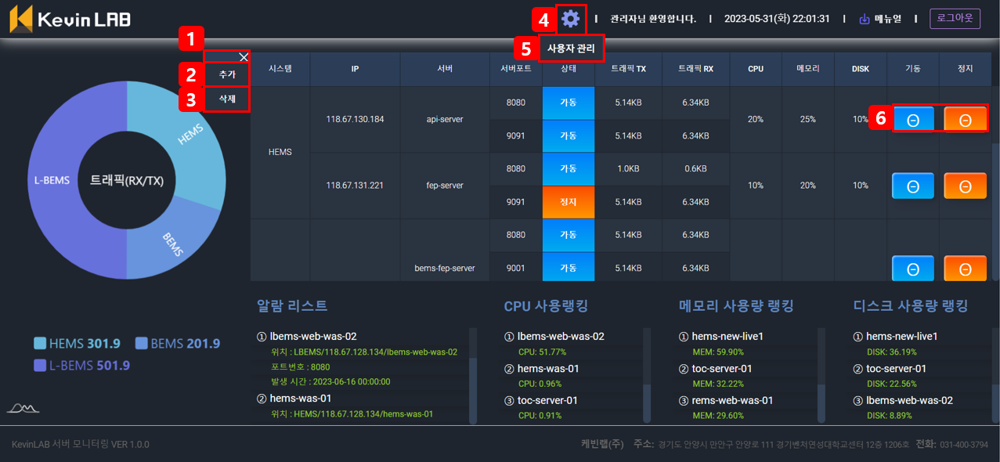 Kevin LAB
4
관리자님 환영합니다.
2023-05-31(화) 22:01:31
메뉴얼
로그아웃
1
5 사용자 관리
2 추가
3 삭제
시스템 IP 서버 서버포트 상태 트래픽 TX 트래픽 RX CPU 메모리 DISK 기동 정지
8080 가동 5.14KB 6.34KB
118.67.130.184 api-server 20% 25% 10% 6
9091 가동 5.14KB 6.34KB
HEMS
8080 가동 1.0KB 0.6KB
118.67.131.221 fep-server 10% 20% 10%
9091 정지 5.14KB 6.34KB
8080 가동 5.14KB 6.34KB
bems-fep-server 9001 가동 5.14KB 6.34KB
HEMS
L-BEMS
트래픽(RX/TX)
BEMS
HEMS 301.9 BEMS 201.9
L-BEMS 501.9
알람 리스트
① lbems-web-was-02
위치 : LBEMS/118.67.128.134/lbems-web-was-02
포트번호 : 8080
발생 시간 : 2023-06-16 00:00:00
② hems-was-01
위치 : HEMS/118.67.128.134/hems-was-01
CPU 사용랭킹
① lbems-web-was-02
CPU: 51.77%
② hems-was-01
CPU: 0.96%
③ toc-server-01
CPU: 0.91%
메모리 사용량 랭킹
① hems-new-live1
MEM: 59.90%
② toc-server-01
MEM: 32.22%
③ rems-web-was-01
MEM: 29.60%
디스크 사용량 랭킹
① hems-new-live1
DISK: 36.19%
② toc-server-01
DISK: 22.56%
③ lbems-web-was-02
DISK: 8.89%
KevinLAB 서버 모니터링 VER 1.0.0
케빈랩(주) 주소: 경기도 안양시 만안구 안양로 111 경기벤처연성대학교센터 12층 1206호 전화: 031-400-3794